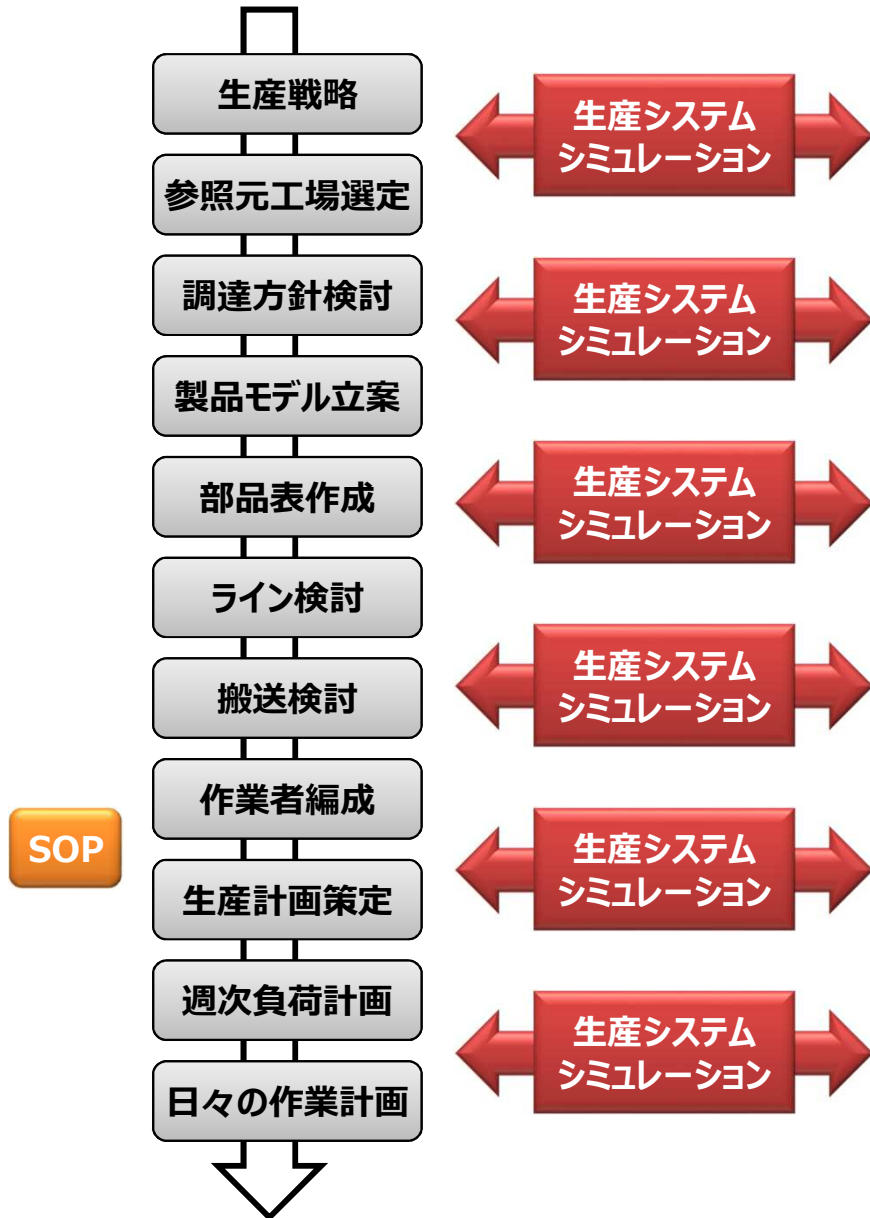 生産戦略
参照元工場選定
調達方針検討
製品モデル立案
部品表作成
ライン検討
搬送検討
作業者編成
生産計画策定
週次負荷計画
日々の作業計画
SOP
生産システム
シミュレーション
生産システム
シミュレーション
生産システム
シミュレーション
生産システム
シミュレーション
生産システム
シミュレーション
生産システム
シミュレーション